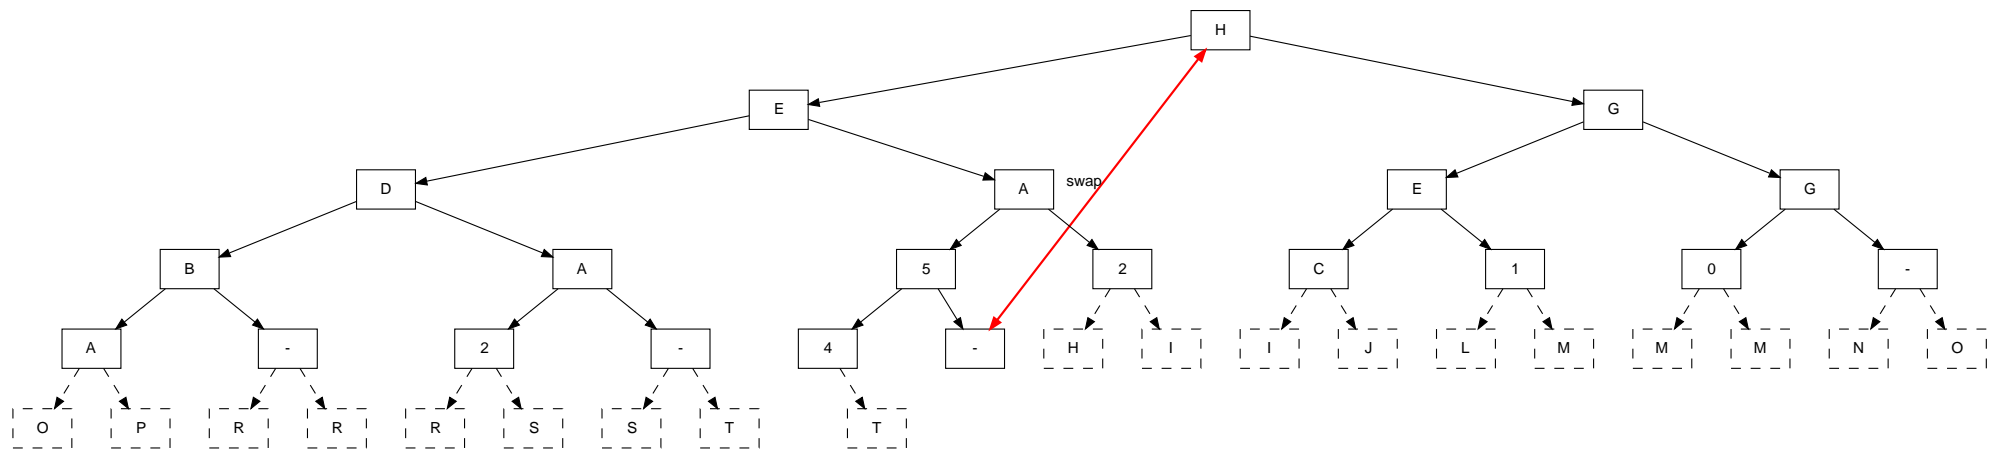 H
E G
D A swap E G
B A 5 2 C 1 0 -
A - 2 - 4 - H I I J L M M M N O
O P R R R S S T T